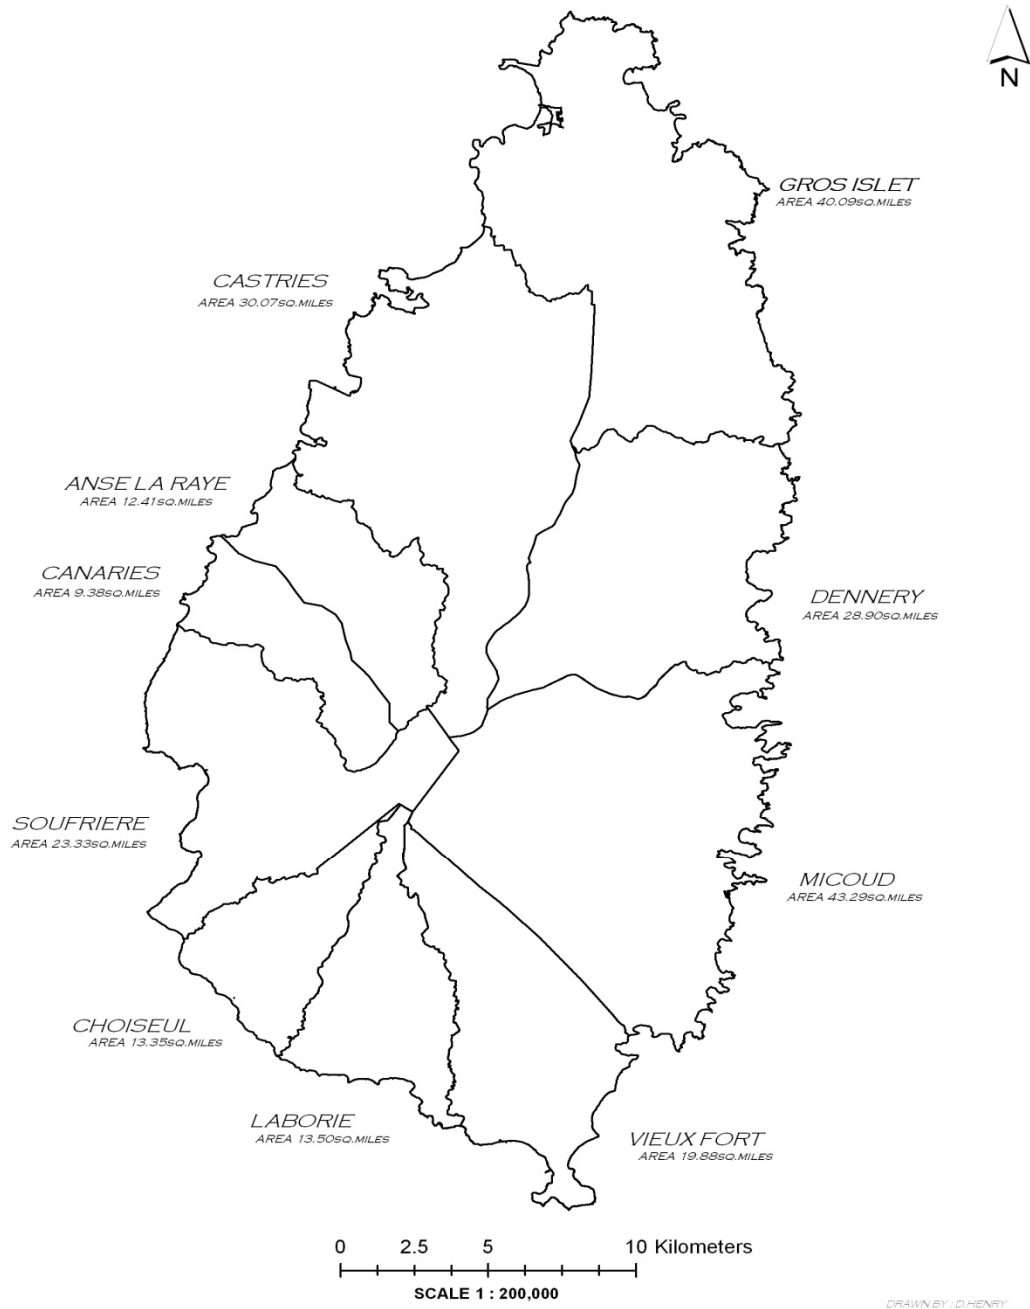 N
GROS ISLET
AREA 40.09SQ.MILES
CASTRIES
AREA 30.07SQ.MILES
ANSE LA RAYE
AREA 12.41SQ.MILES
CANARIES
AREA 9.38SQ.MILES
DENNERY
AREA 28.90SQ.MILES
SOUFRIERE
AREA 23.33SQ.MILES
MICOUD
AREA 43.29SQ.MILES
CHOISEUL
AREA 13.35SQ.MILES
LABORIE
AREA 13.50SQ.MILES
VIEUX FORT
AREA 19.88SQ.MILES
0 2.5 5 10 Kilometers
SCALE 1 : 200,000
DRAWN BY : D.HENRY